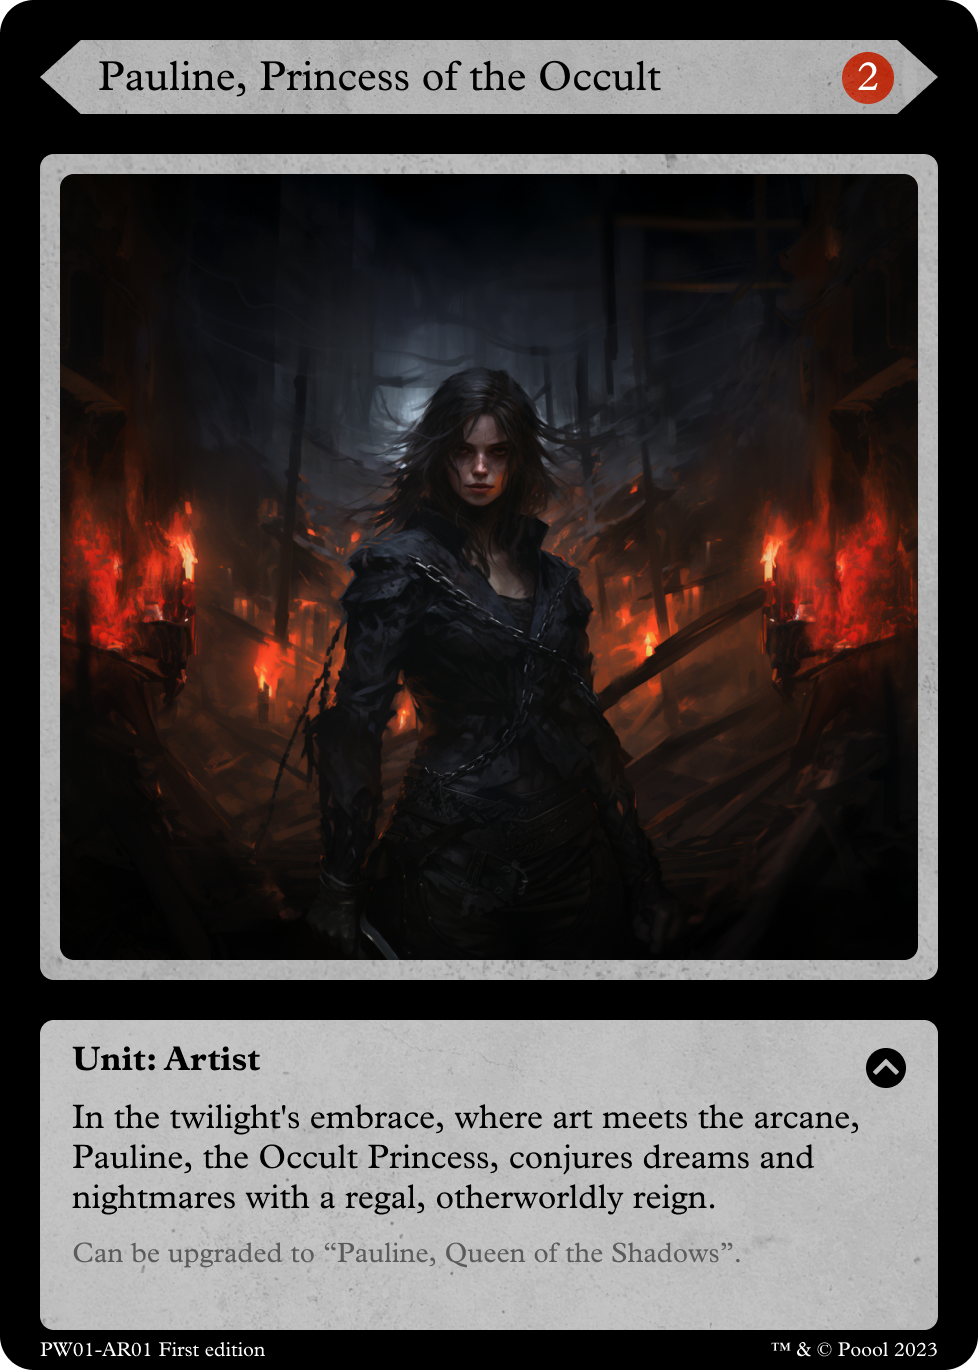 Pauline, Princess of the Occult
2
Unit: Artist
In the twilight's embrace, where art meets the arcane,
Pauline, the Occult Princess, conjures dreams and
nightmares with a regal, otherworldly reign.
Can be upgraded to “Pauline, Queen of the Shadows”.
PW01-AR01 First edition
™ & © Poool 2023